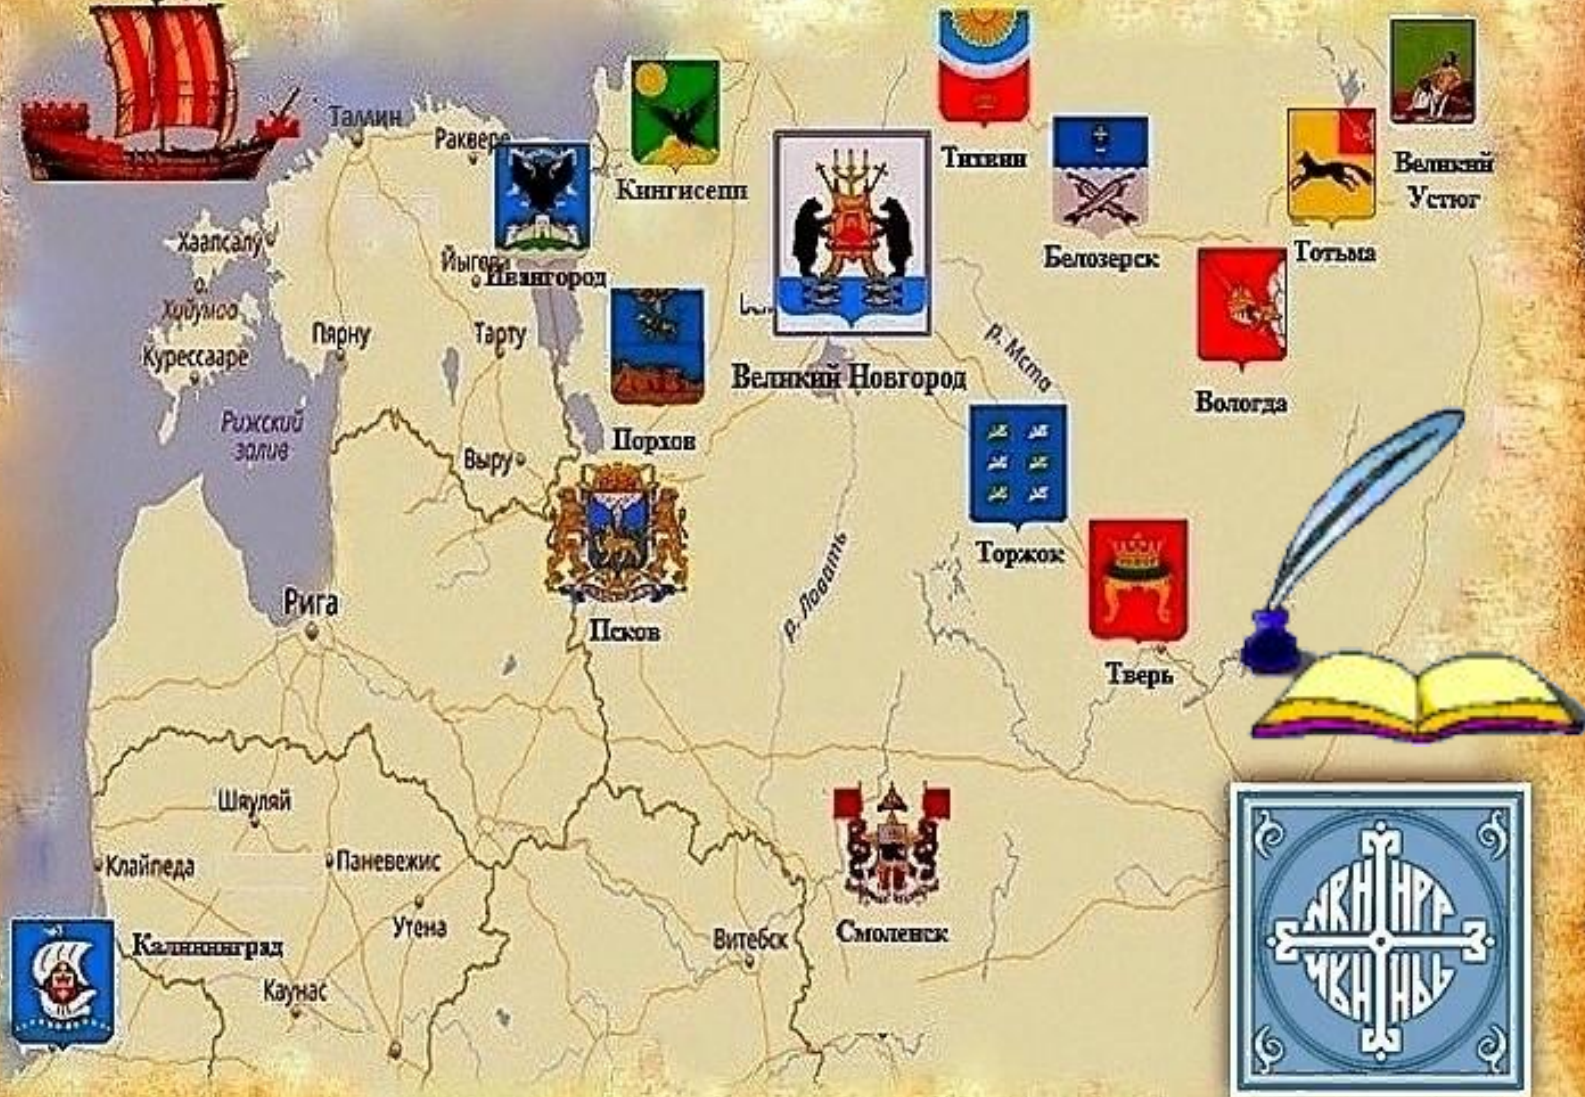 Таллин
Раквере
Кингисепп
Тихвин
Белозерск
Великий
Устюг
Тотьма
Хаапсалу
о.
Хийумаа
Ивангород
Пярну
Тарту
Курессааре
р. Мста
Великий Новгород
Вологда
Рижский
залив
Порхов
Выру
Торжок
р. Ловать
Рига
Псков
Тверь
Шяуляй
Клайпеда
Паневежис
Утена
Витебск
Смоленск
Калининград
Каунас